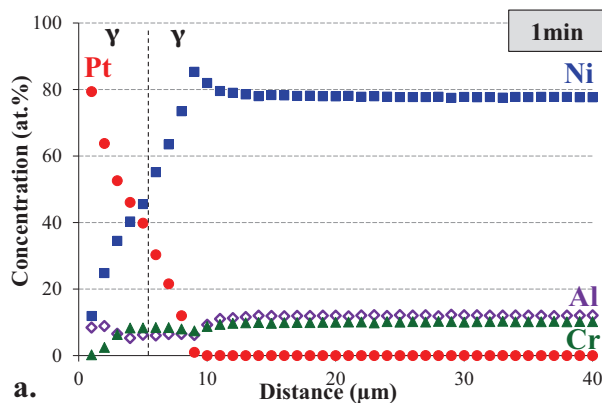 1min
γ γ
Pt
Ni
Al
Cr
Concentration (at.%)
100
80
60
40
20
0
0 10 20 30 40
Distance (µm)
a.